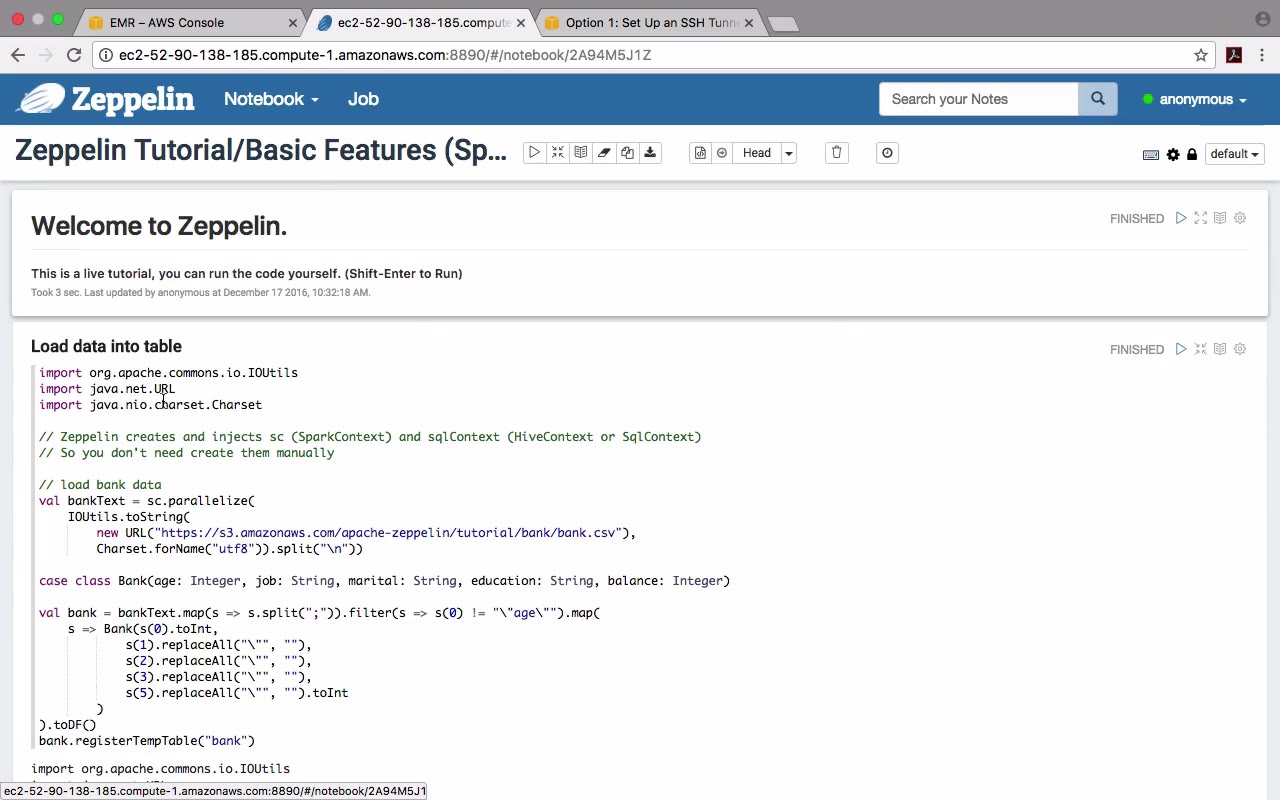 EMR – AWS Console
ec2-52-90-138-185.compute
Option 1: Set Up an SSH Tunn
ec2-52-90-138-185.compute-1.amazonaws.com:8890/#/notebook/2A94M5J1Z
Zeppelin
Notebook
Job
Search your Notes
anonymous
Zeppelin Tutorial/Basic Features (Sp...
Head
default
Welcome to Zeppelin.
FINISHED
This is a live tutorial, you can run the code yourself. (Shift-Enter to Run)
Took 3 sec. Last updated by anonymous at December 17 2016, 10:32:18 AM.
Load data into table
FINISHED
import org.apache.commons.io.IOUtils
import java.net.URL
import java.nio.charset.Charset
// Zeppelin creates and injects sc (SparkContext) and sqlContext (HiveContext or SqlContext)
// So you don't need create them manually
// load bank data
val bankText = sc.parallelize(
    IOUtils.toString(
        new URL("https://s3.amazonaws.com/apache-zeppelin/tutorial/bank/bank.csv"),
        Charset.forName("utf8")).split("\n"))
case class Bank(age: Integer, job: String, marital: String, education: String, balance: Integer)
val bank = bankText.map(s => s.split(";")).filter(s => s(0) != "\"age\"").map(
    s => Bank(s(0).toInt,
            s(1).replaceAll("\"", ""),
            s(2).replaceAll("\"", ""),
            s(3).replaceAll("\"", ""),
            s(5).replaceAll("\"", "").toInt
        )
).toDF()
bank.registerTempTable("bank")
import org.apache.commons.io.IOUtils
ec2-52-90-138-185.compute-1.amazonaws.com:8890/#/notebook/2A94M5J1